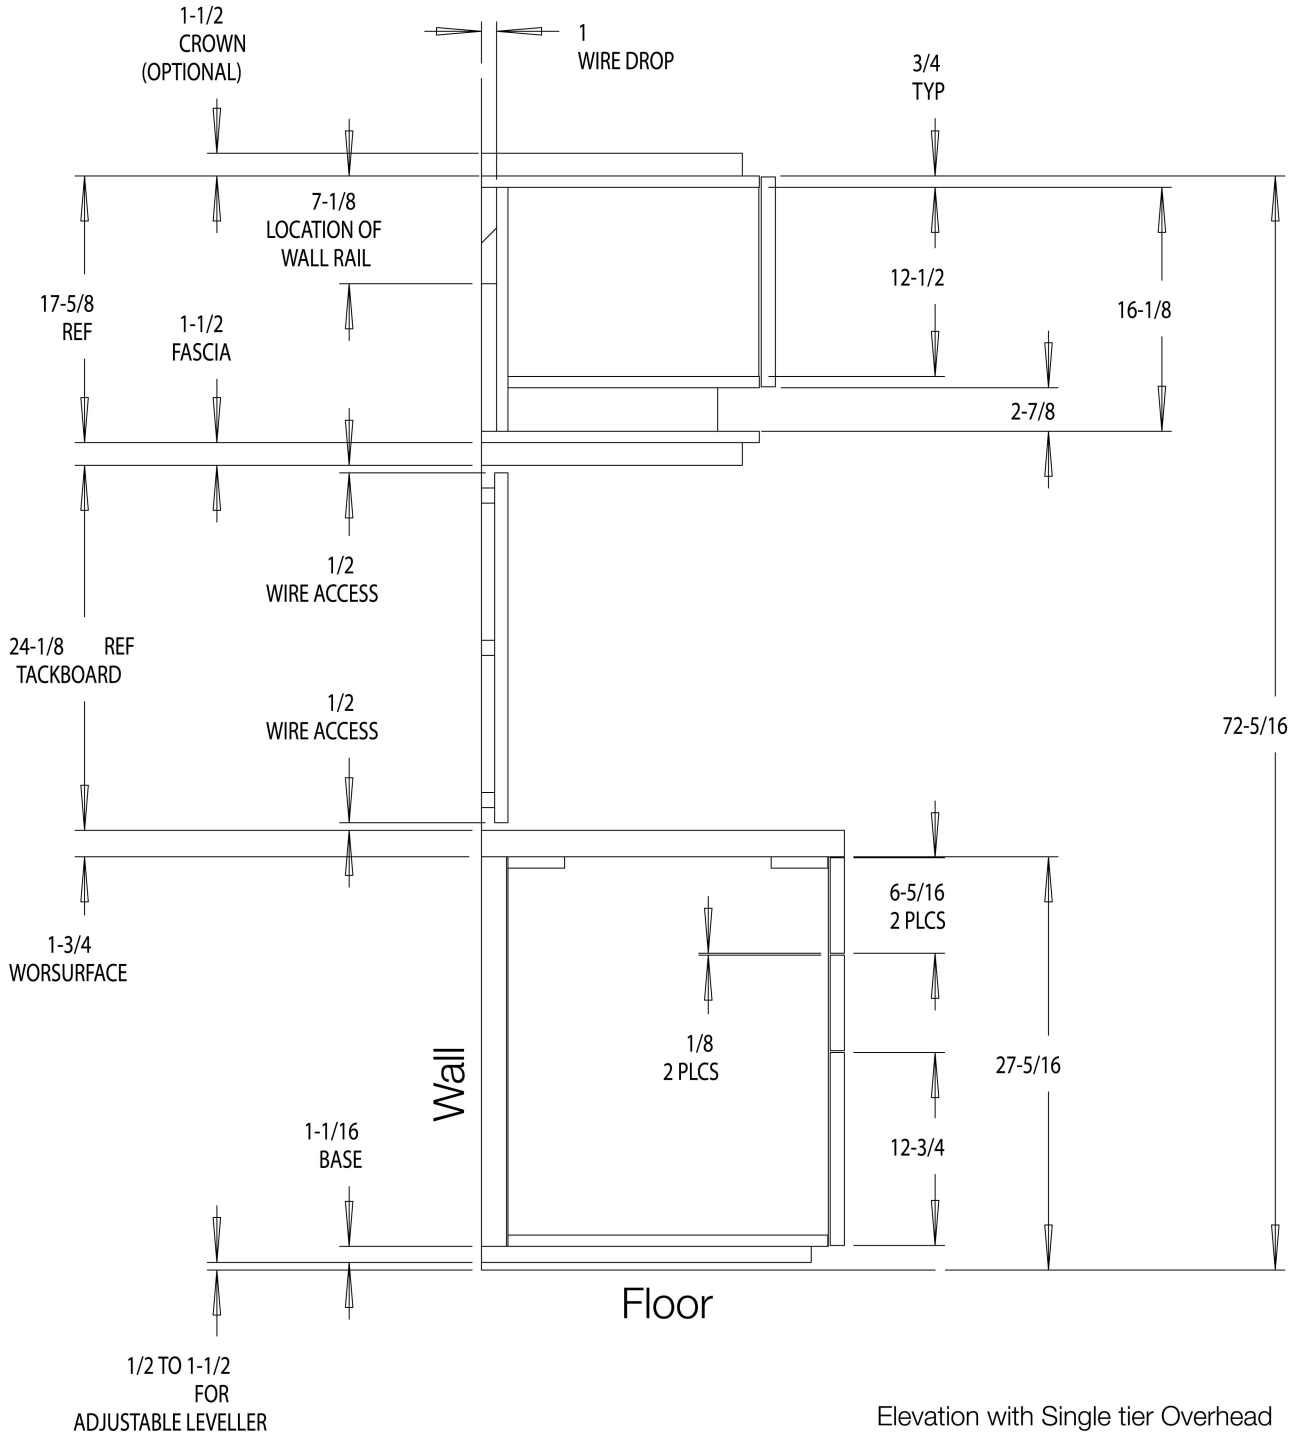 1-1/2
CROWN
(OPTIONAL)
1
WIRE DROP
3/4
TYP
7-1/8
LOCATION OF
WALL RAIL
17-5/8
REF
1-1/2
FASCIA
12-1/2
16-1/8
2-7/8
1/2
WIRE ACCESS
24-1/8 REF
TACKBOARD
1/2
WIRE ACCESS
72-5/16
6-5/16
2 PLCS
1-3/4
WORSURFACE
1/8
2 PLCS
27-5/16
Wall
1-1/16
BASE
12-3/4
Floor
1/2 TO 1-1/2
FOR
ADJUSTABLE LEVELLER
Elevation with Single tier Overhead